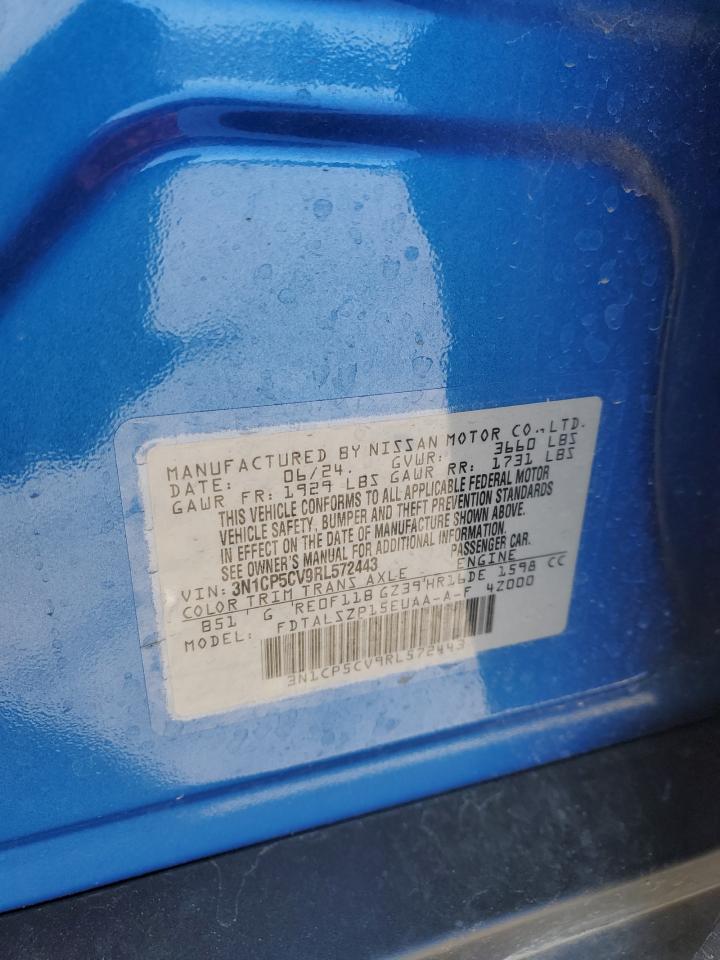 MANUFACTURED BY NISSAN MOTOR CO., LTD.
DATE: 06/24. GVWR: 3660 LBS
GAWR FR: 1929 LBS GAWR RR: 1731 LBS
THIS VEHICLE CONFORMS TO ALL APPLICABLE FEDERAL MOTOR
VEHICLE SAFETY, BUMPER AND THEFT PREVENTION STANDARDS
IN EFFECT ON THE DATE OF MANUFACTURE SHOWN ABOVE.
SEE OWNER'S MANUAL FOR ADDITIONAL INFORMATION.
VIN: 3N1CP5CV9RL572443 PASSENGER CAR.
COLOR TRIM TRANS AXLE ENGINE
B51 G RE0F11B GZ39 HR16DE 1598 CC
MODEL: FDTALSZP15EUAA-A-F 4Z000
3N1CP5CV9RL572443